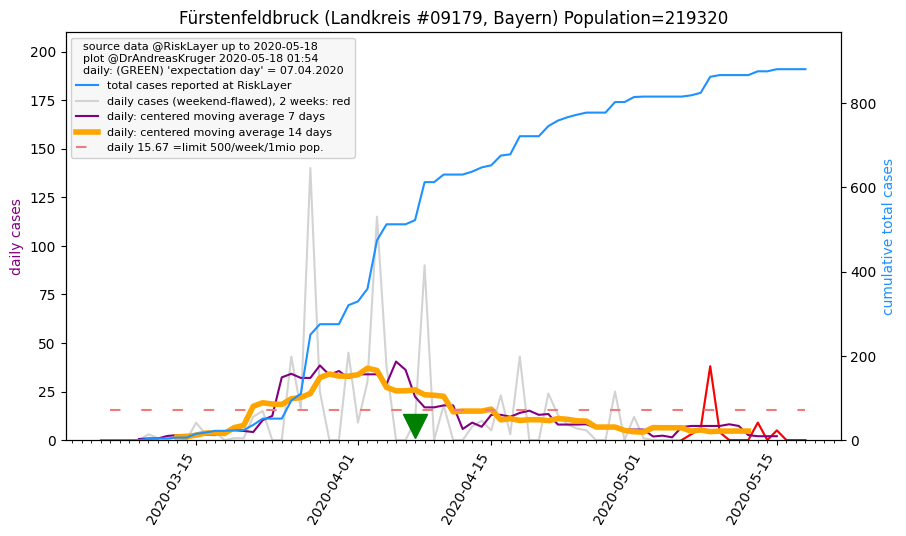 Fürstenfeldbruck (Landkreis #09179, Bayern) Population=219320
source data @RiskLayer up to 2020-05-18
plot @DrAndreasKruger 2020-05-18 01:54
daily: (GREEN) 'expectation day' = 07.04.2020
total cases reported at RiskLayer
daily cases (weekend-flawed), 2 weeks: red
daily: centered moving average 7 days
daily: centered moving average 14 days
daily 15.67 =limit 500/week/1mio pop.
daily cases
200
175
150
125
100
75
50
25
0
cumulative total cases
800
600
400
200
0
2020-03-15
2020-04-01
2020-04-15
2020-05-01
2020-05-15